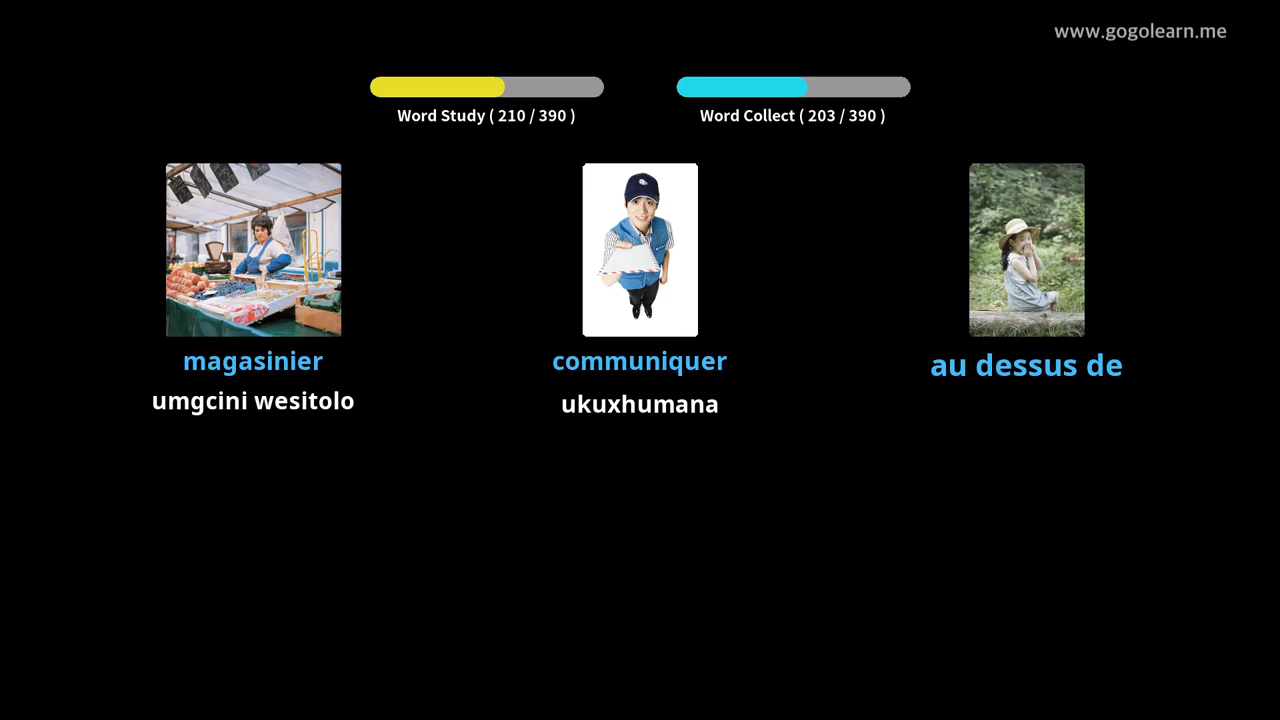 www.gogolearn.me
Word Study ( 210 / 390 )
Word Collect ( 203 / 390 )
magasinier
communiquer
au dessus de
umgcini wesitolo
ukuxhumana